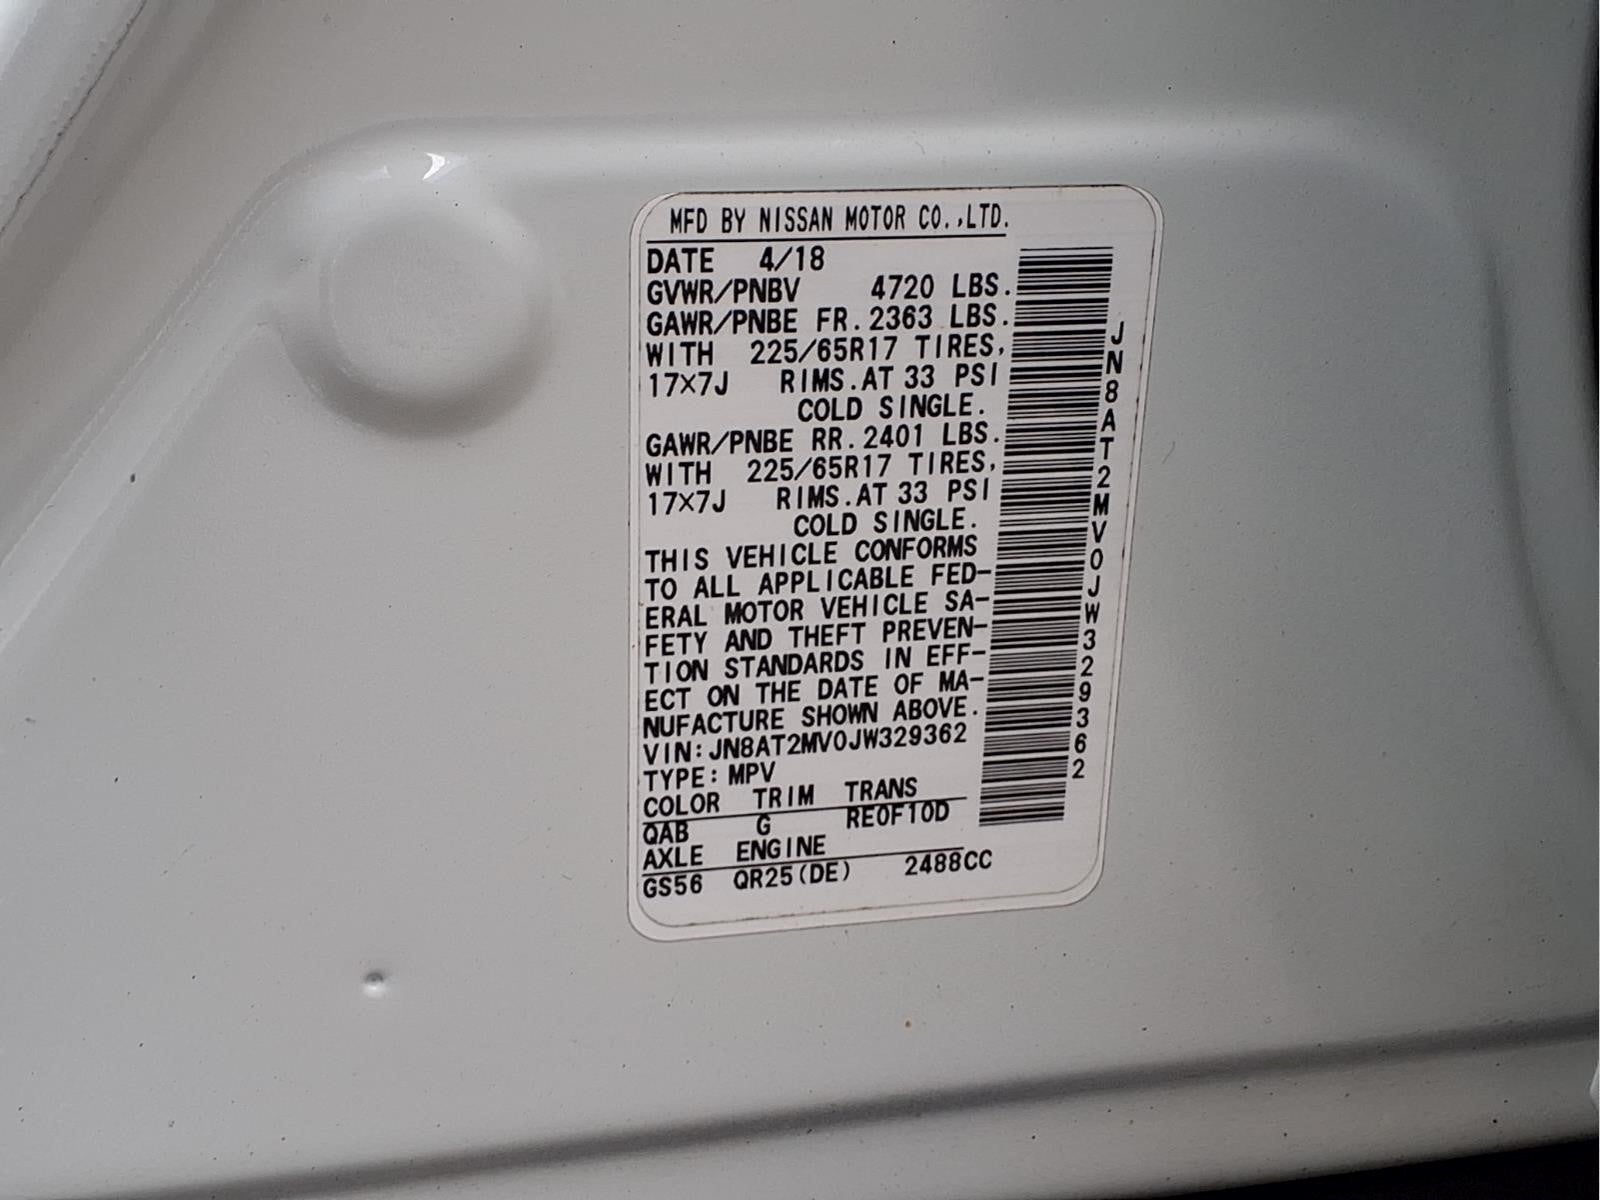 MFD BY NISSAN MOTOR CO.,LTD.
DATE 4/18
GVWR/PNBV 4720 LBS.
GAWR/PNBE FR. 2363 LBS.
WITH 225/65R17 TIRES,
17×7J RIMS. AT 33 PSI
COLD SINGLE.
GAWR/PNBE RR. 2401 LBS.
WITH 225/65R17 TIRES,
17×7J RIMS. AT 33 PSI
COLD SINGLE.
THIS VEHICLE CONFORMS
TO ALL APPLICABLE FED-
ERAL MOTOR VEHICLE SA-
FETY AND THEFT PREVEN-
TION STANDARDS IN EFF-
ECT ON THE DATE OF MA-
NUFACTURE SHOWN ABOVE.
VIN: JN8AT2MV0JW329362
TYPE: MPV
COLOR TRIM TRANS
QAB G RE0F10D
AXLE ENGINE
GS56 QR25(DE) 2488CC
JN8AT2MV0JW329362